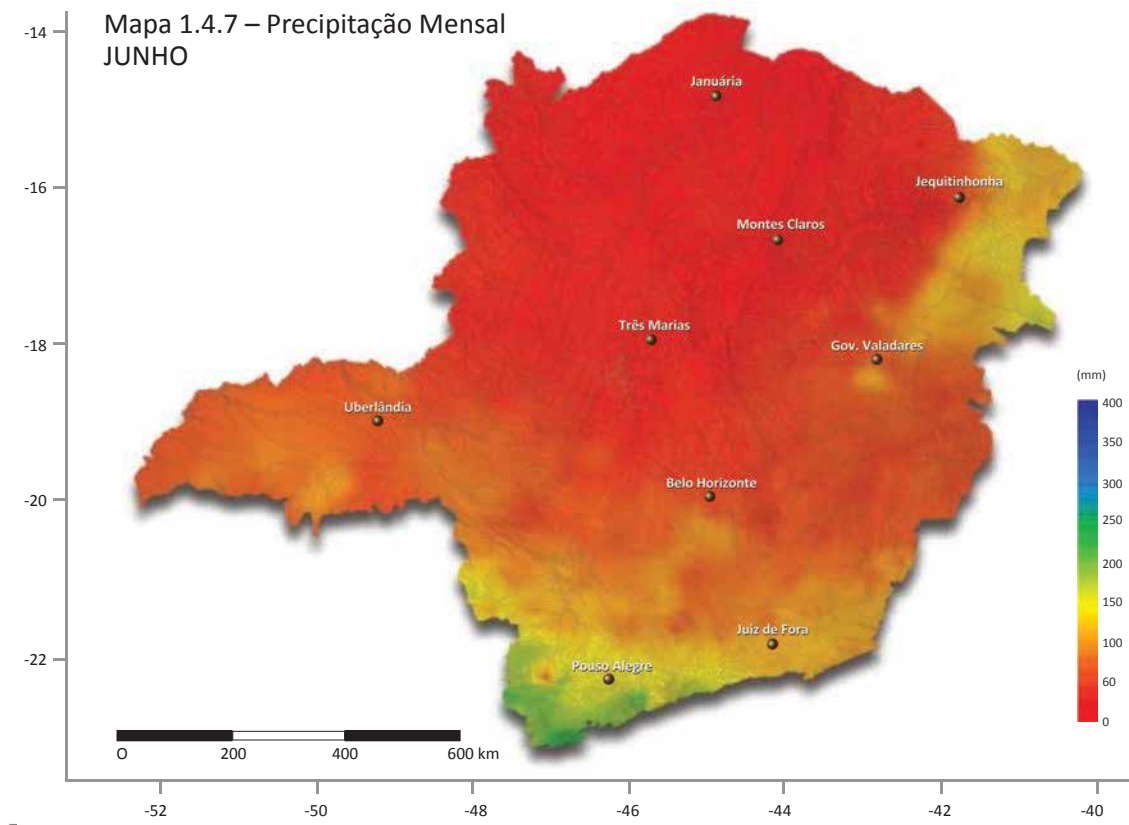 Mapa 1.4.7 – Precipitação Mensal
JUNHO
-14
-16
-18
-20
-22
Januária
Jequitinhonha
Montes Claros
Três Marias
Gov. Valadares
Uberlândia
Belo Horizonte
Juiz de Fora
Pouso Alegre
(mm)
400
350
300
250
200
150
100
60
0
O 200 400 600 km
-52 -50 -48 -46 -44 -42 -40